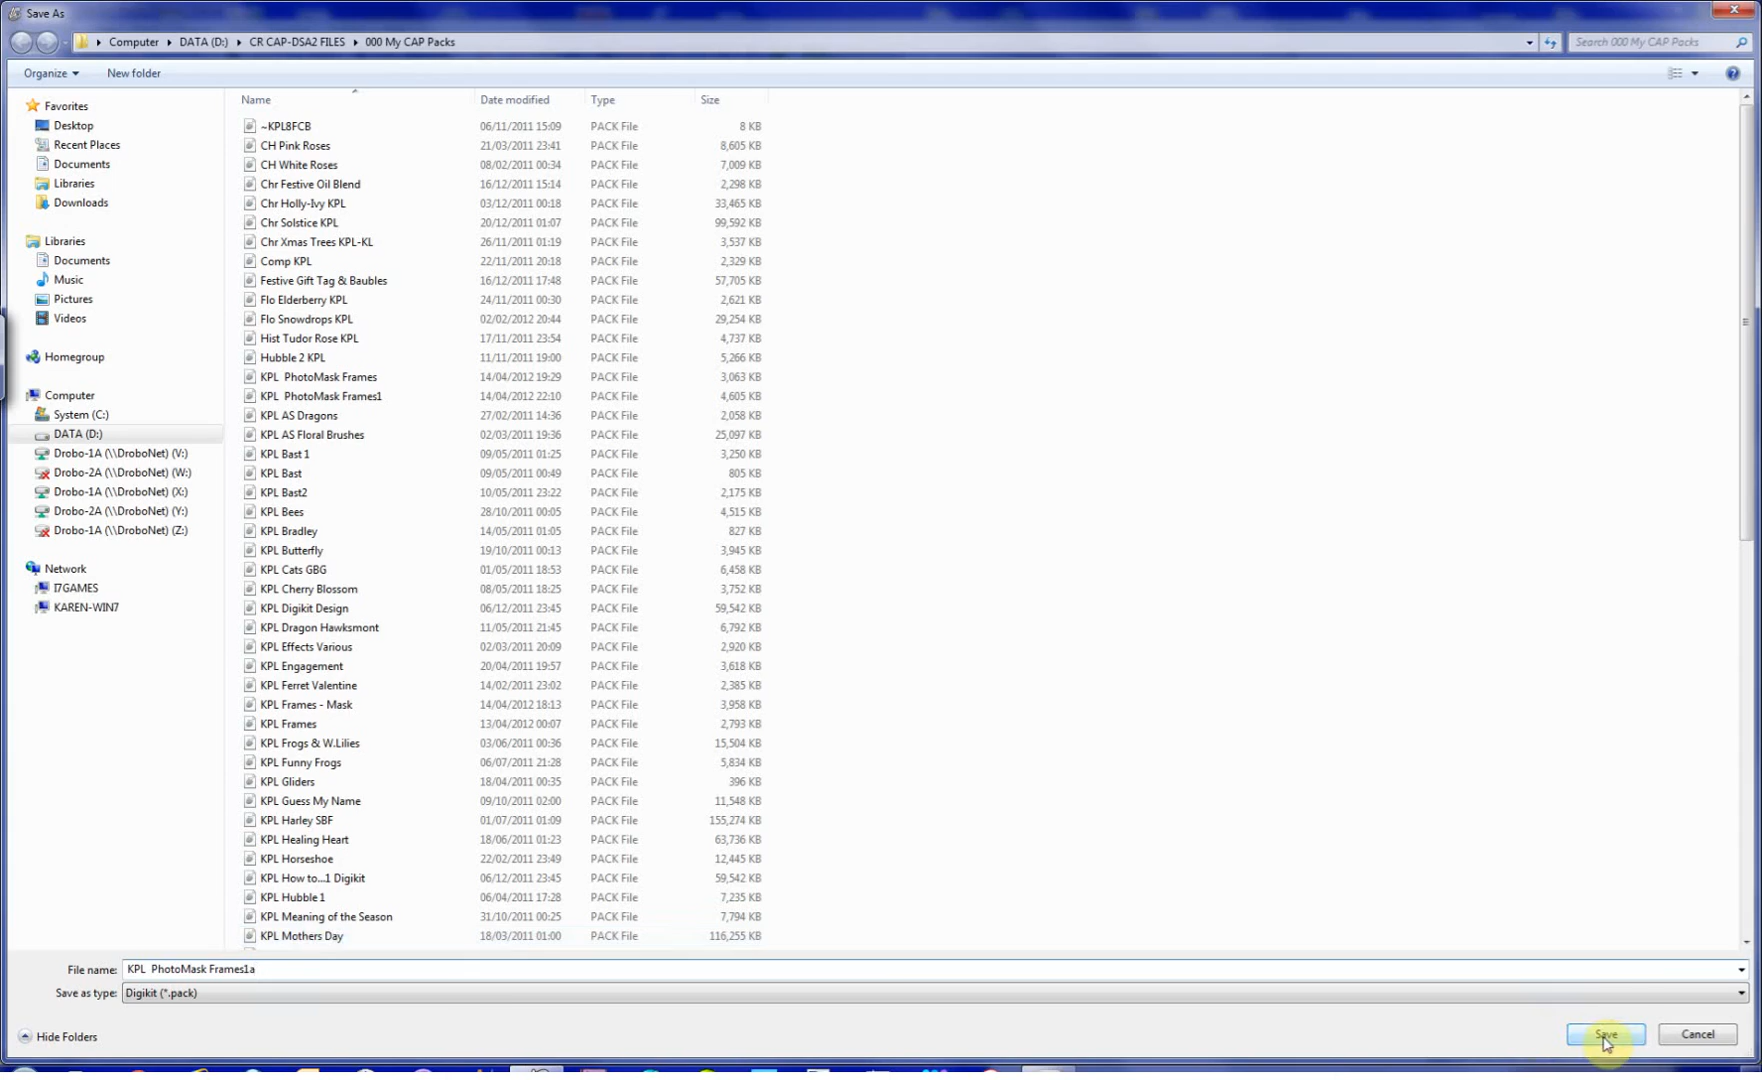 Save As
Computer DATA (D:) CR CAP-DSA2 FILES 000 My CAP Packs Search 000 My CAP Packs
Organize New folder
Name Date modified Type Size
Favorites
Desktop
Recent Places
Documents
Libraries
Downloads
Libraries
Documents
Music
Pictures
Videos
Homegroup
Computer
System (C:)
DATA (D:)
Drobo-1A (\\DroboNet) (V:)
Drobo-2A (\\DroboNet) (W:)
Drobo-1A (\\DroboNet) (X:)
Drobo-2A (\\DroboNet) (Y:)
Drobo-1A (\\DroboNet) (Z:)
Network
I7GAMES
KAREN-WIN7
~KPL8FCB 06/11/2011 15:09 PACK File 8 KB
CH Pink Roses 21/03/2011 23:41 PACK File 8,605 KB
CH White Roses 08/02/2011 00:34 PACK File 7,009 KB
Chr Festive Oil Blend 16/12/2011 15:14 PACK File 2,298 KB
Chr Holly-Ivy KPL 03/12/2011 00:18 PACK File 33,465 KB
Chr Solstice KPL 20/12/2011 01:07 PACK File 99,592 KB
Chr Xmas Trees KPL-KL 26/11/2011 01:19 PACK File 3,537 KB
Comp KPL 22/11/2011 20:18 PACK File 2,329 KB
Festive Gift Tag & Baubles 16/12/2011 17:48 PACK File 57,705 KB
Flo Elderberry KPL 24/11/2011 00:30 PACK File 2,621 KB
Flo Snowdrops KPL 02/02/2012 20:44 PACK File 29,254 KB
Hist Tudor Rose KPL 17/11/2011 23:54 PACK File 4,737 KB
Hubble 2 KPL 11/11/2011 19:00 PACK File 5,266 KB
KPL  PhotoMask Frames 14/04/2012 19:29 PACK File 3,063 KB
KPL  PhotoMask Frames1 14/04/2012 22:10 PACK File 4,605 KB
KPL AS Dragons 27/02/2011 14:36 PACK File 2,058 KB
KPL AS Floral Brushes 02/03/2011 19:36 PACK File 25,097 KB
KPL Bast 1 09/05/2011 01:25 PACK File 3,250 KB
KPL Bast 09/05/2011 00:49 PACK File 805 KB
KPL Bast2 10/05/2011 23:22 PACK File 2,175 KB
KPL Bees 28/10/2011 00:05 PACK File 4,515 KB
KPL Bradley 14/05/2011 01:05 PACK File 827 KB
KPL Butterfly 19/10/2011 00:13 PACK File 3,945 KB
KPL Cats GBG 01/05/2011 18:53 PACK File 6,458 KB
KPL Cherry Blossom 08/05/2011 18:25 PACK File 3,752 KB
KPL Digikit Design 06/12/2011 23:45 PACK File 59,542 KB
KPL Dragon Hawksmont 11/05/2011 21:45 PACK File 6,792 KB
KPL Effects Various 02/03/2011 20:09 PACK File 2,920 KB
KPL Engagement 20/04/2011 19:57 PACK File 3,618 KB
KPL Ferret Valentine 14/02/2011 23:02 PACK File 2,385 KB
KPL Frames - Mask 14/04/2012 18:13 PACK File 3,958 KB
KPL Frames 13/04/2012 00:07 PACK File 2,793 KB
KPL Frogs & W.Lilies 03/06/2011 00:36 PACK File 15,504 KB
KPL Funny Frogs 06/07/2011 21:28 PACK File 5,834 KB
KPL Gliders 18/04/2011 00:35 PACK File 396 KB
KPL Guess My Name 09/10/2011 02:00 PACK File 11,548 KB
KPL Harley SBF 01/07/2011 01:09 PACK File 155,274 KB
KPL Healing Heart 18/06/2011 01:23 PACK File 63,736 KB
KPL Horseshoe 22/02/2011 23:49 PACK File 12,445 KB
KPL How to...1 Digikit 06/12/2011 23:45 PACK File 59,542 KB
KPL Hubble 1 06/04/2011 17:28 PACK File 7,235 KB
KPL Meaning of the Season 31/10/2011 00:25 PACK File 7,794 KB
KPL Mothers Day 18/03/2011 01:00 PACK File 116,255 KB
File name: KPL  PhotoMask Frames1a
Save as type: Digikit (*.pack)
Hide Folders Save Cancel